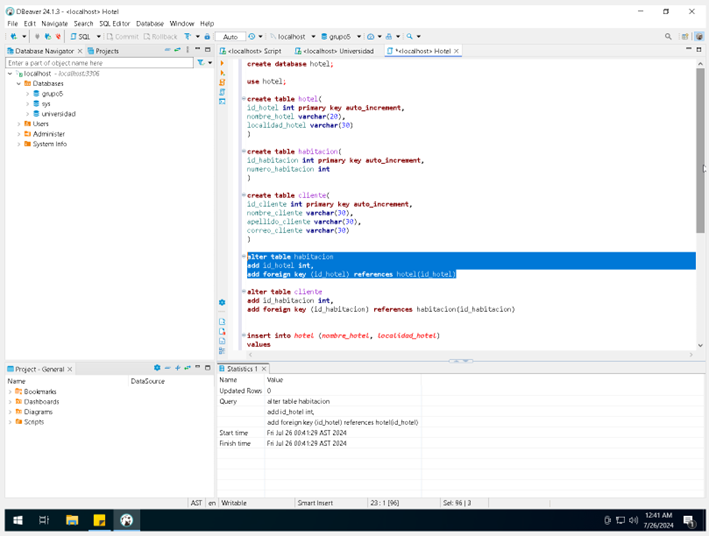 DBeaver 24.1.3 - <localhost> Hotel
File Edit Navigate Search SQL Editor Database Window Help
SQL Commit Rollback Auto localhost grupo5
Database Navigator Projects
<localhost> Script <localhost> Universidad *<localhost> Hotel
Enter a part of object name here
localhost - localhost:3306
Databases
grupo5
sys
universidad
Users
Administer
System Info
create database hotel;
use hotel;
create table hotel(
id_hotel int primary key auto_increment,
nombre_hotel varchar(20),
localidad_hotel varchar(30)
)
create table habitacion(
id_habitacion int primary key auto_increment,
numero_habitacion int
)
create table cliente(
id_cliente int primary key auto_increment,
nombre_cliente varchar(30),
apellido_cliente varchar(30),
correo_cliente varchar(30)
)
alter table habitacion
add id_hotel int,
add foreign key (id_hotel) references hotel(id_hotel)
alter table cliente
add id_habitacion int,
add foreign key (id_habitacion) references habitacion(id_habitacion)
insert into hotel (nombre_hotel, localidad_hotel)
values
Project - General
Name DataSource
Bookmarks
Dashboards
Diagrams
Scripts
Statistics 1
Name Value
Updated Rows 0
Query alter table habitacion
add id_hotel int,
add foreign key (id_hotel) references hotel(id_hotel)
Start time Fri Jul 26 00:41:29 AST 2024
Finish time Fri Jul 26 00:41:29 AST 2024
AST en Writable Smart Insert 23 : 1 [96] Sel: 96 | 3
12:41 AM
7/26/2024